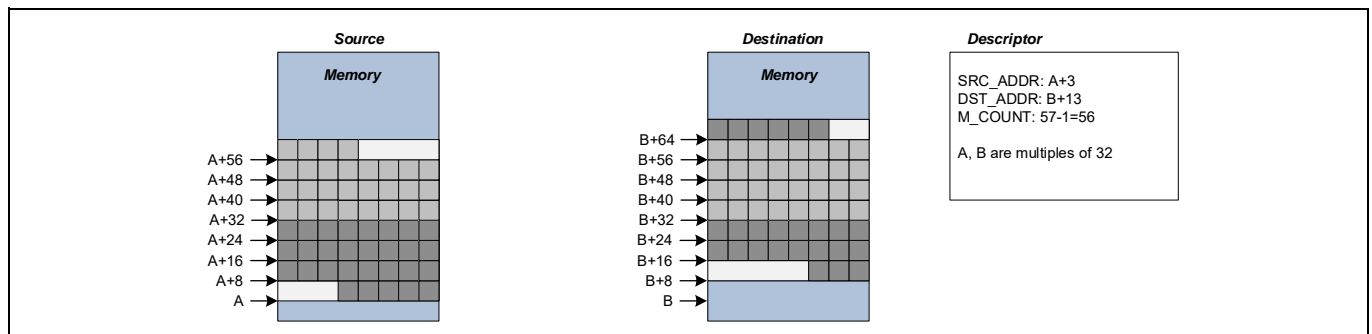 Source
Memory
A+56
A+48
A+40
A+32
A+24
A+16
A+8
A
Destination
Memory
B+64
B+56
B+48
B+40
B+32
B+24
B+16
B+8
B
Descriptor
SRC_ADDR: A+3
DST_ADDR: B+13
M_COUNT: 57-1=56
A, B are multiples of 32